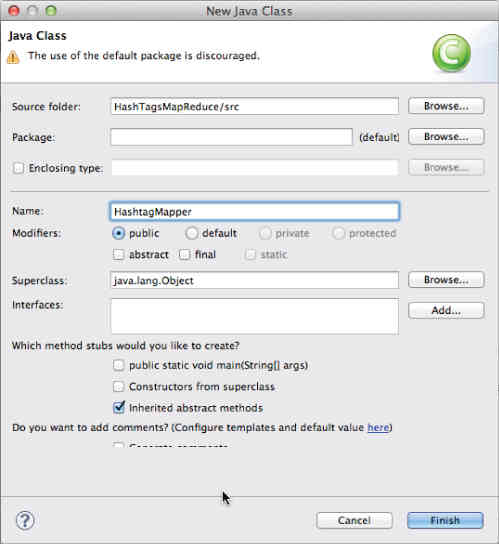 New Java Class
Java Class
The use of the default package is discouraged.
C
Source folder: HashTagsMapReduce/src Browse...
Package: (default) Browse...
Enclosing type: Browse...
Name: HashtagMapper
Modifiers: public default private protected
abstract final static
Superclass: java.lang.Object Browse...
Interfaces: Add...
Which method stubs would you like to create?
public static void main(String[] args)
Constructors from superclass
Inherited abstract methods
Do you want to add comments? (Configure templates and default value here)
Generate comments
? Cancel Finish